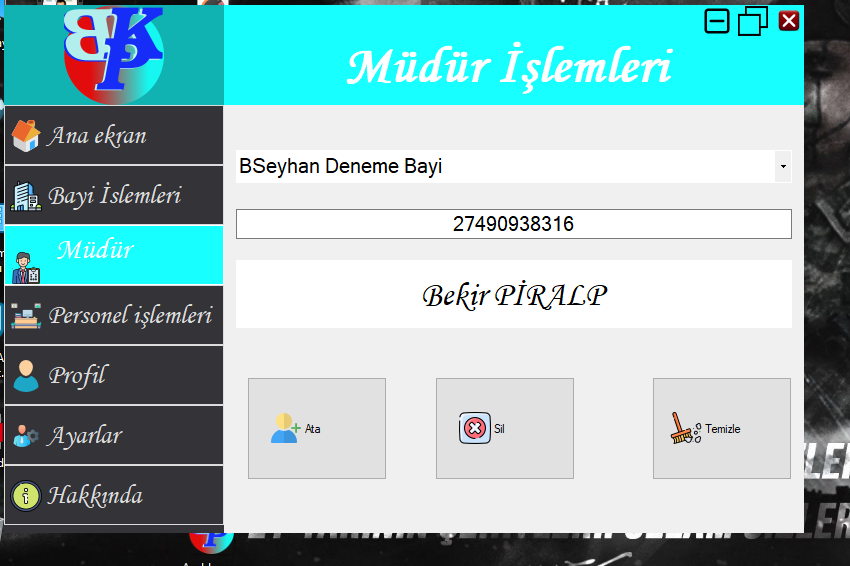 BKP
Müdür İşlemleri
Ana ekran
Bayi İslemleri
Müdür
Personel işlemleri
Profil
Ayarlar
Hakkında
BSeyhan Deneme Bayi
27490938316
Bekir PİRALP
Ata
Sil
Temizle